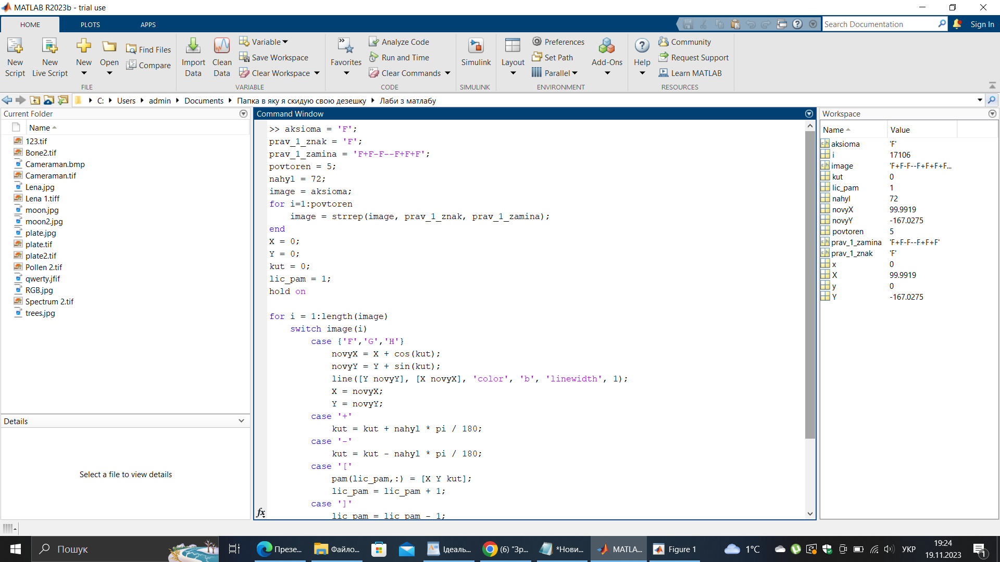 MATLAB R2023b - trial use
HOME
PLOTS
APPS
Search Documentation
Sign In
New Script
New Live Script
New
Open
Find Files
Compare
FILE
Import Data
Clean Data
Variable
Save Workspace
Clear Workspace
VARIABLE
Favorites
Analyze Code
Run and Time
Clear Commands
CODE
Simulink
SIMULINK
Layout
Preferences
Set Path
Parallel
Add-Ons
ENVIRONMENT
Help
Community
Request Support
Learn MATLAB
RESOURCES
C: Users admin Documents Папка в яку я скидую свою дезешку Лаби з матлабу
Current Folder
Name
123.tif
Bone2.tif
Cameraman.bmp
Cameraman.tif
Lena.jpg
Lena 1.tiff
moon.jpg
moon2.jpg
plate.jpg
plate.tif
plate2.tif
Pollen 2.tif
qwerty.jfif
RGB.jpg
Spectrum 2.tif
trees.jpg
Details
Select a file to view details
Command Window
>> aksioma = 'F';
prav_1_znak = 'F';
prav_1_zamina = 'F+F-F--F+F+F';
povtoren = 5;
nahyl = 72;
image = aksioma;
for i=1:povtoren
    image = strrep(image, prav_1_znak, prav_1_zamina);
end
X = 0;
Y = 0;
kut = 0;
lic_pam = 1;
hold on
for i = 1:length(image)
    switch image(i)
        case {'F','G','H'}
            novyX = X + cos(kut);
            novyY = Y + sin(kut);
            line([Y novyY], [X novyX], 'color', 'b', 'linewidth', 1);
            X = novyX;
            Y = novyY;
        case '+'
            kut = kut + nahyl * pi / 180;
        case '-'
            kut = kut - nahyl * pi / 180;
        case '['
            pam(lic_pam,:) = [X Y kut];
            lic_pam = lic_pam + 1;
        case ']'
            lic_pam = lic_pam - 1;
fx
Workspace
Name Value
aksioma 'F'
i 17106
image 'F+F-F--F+F+F+F...
kut 0
lic_pam 1
nahyl 72
novyX 99.9919
novyY -167.0275
povtoren 5
prav_1_zamina 'F+F-F--F+F+F'
prav_1_znak 'F'
x 0
X 99.9919
y 0
Y -167.0275
Пошук
Презе...
Файло...
Ідеаль...
(6) "Зр...
*Нови...
MATLA...
Figure 1
1°C
УКР
19:24
19.11.2023
1